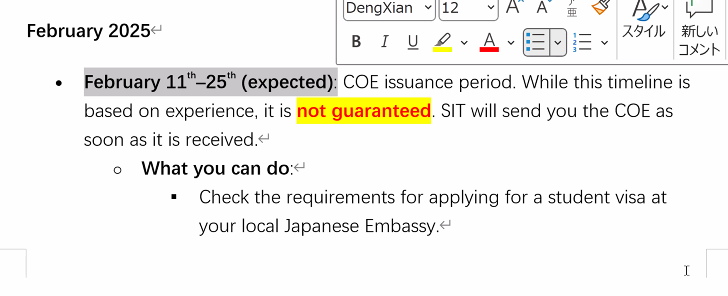 DengXian 12 A A 亜
スタイル 新しい
コメント
B I U A
February 2025
• February 11th–25th (expected): COE issuance period. While this timeline is
based on experience, it is not guaranteed. SIT will send you the COE as
soon as it is received.
○ What you can do:
▪ Check the requirements for applying for a student visa at
your local Japanese Embassy.